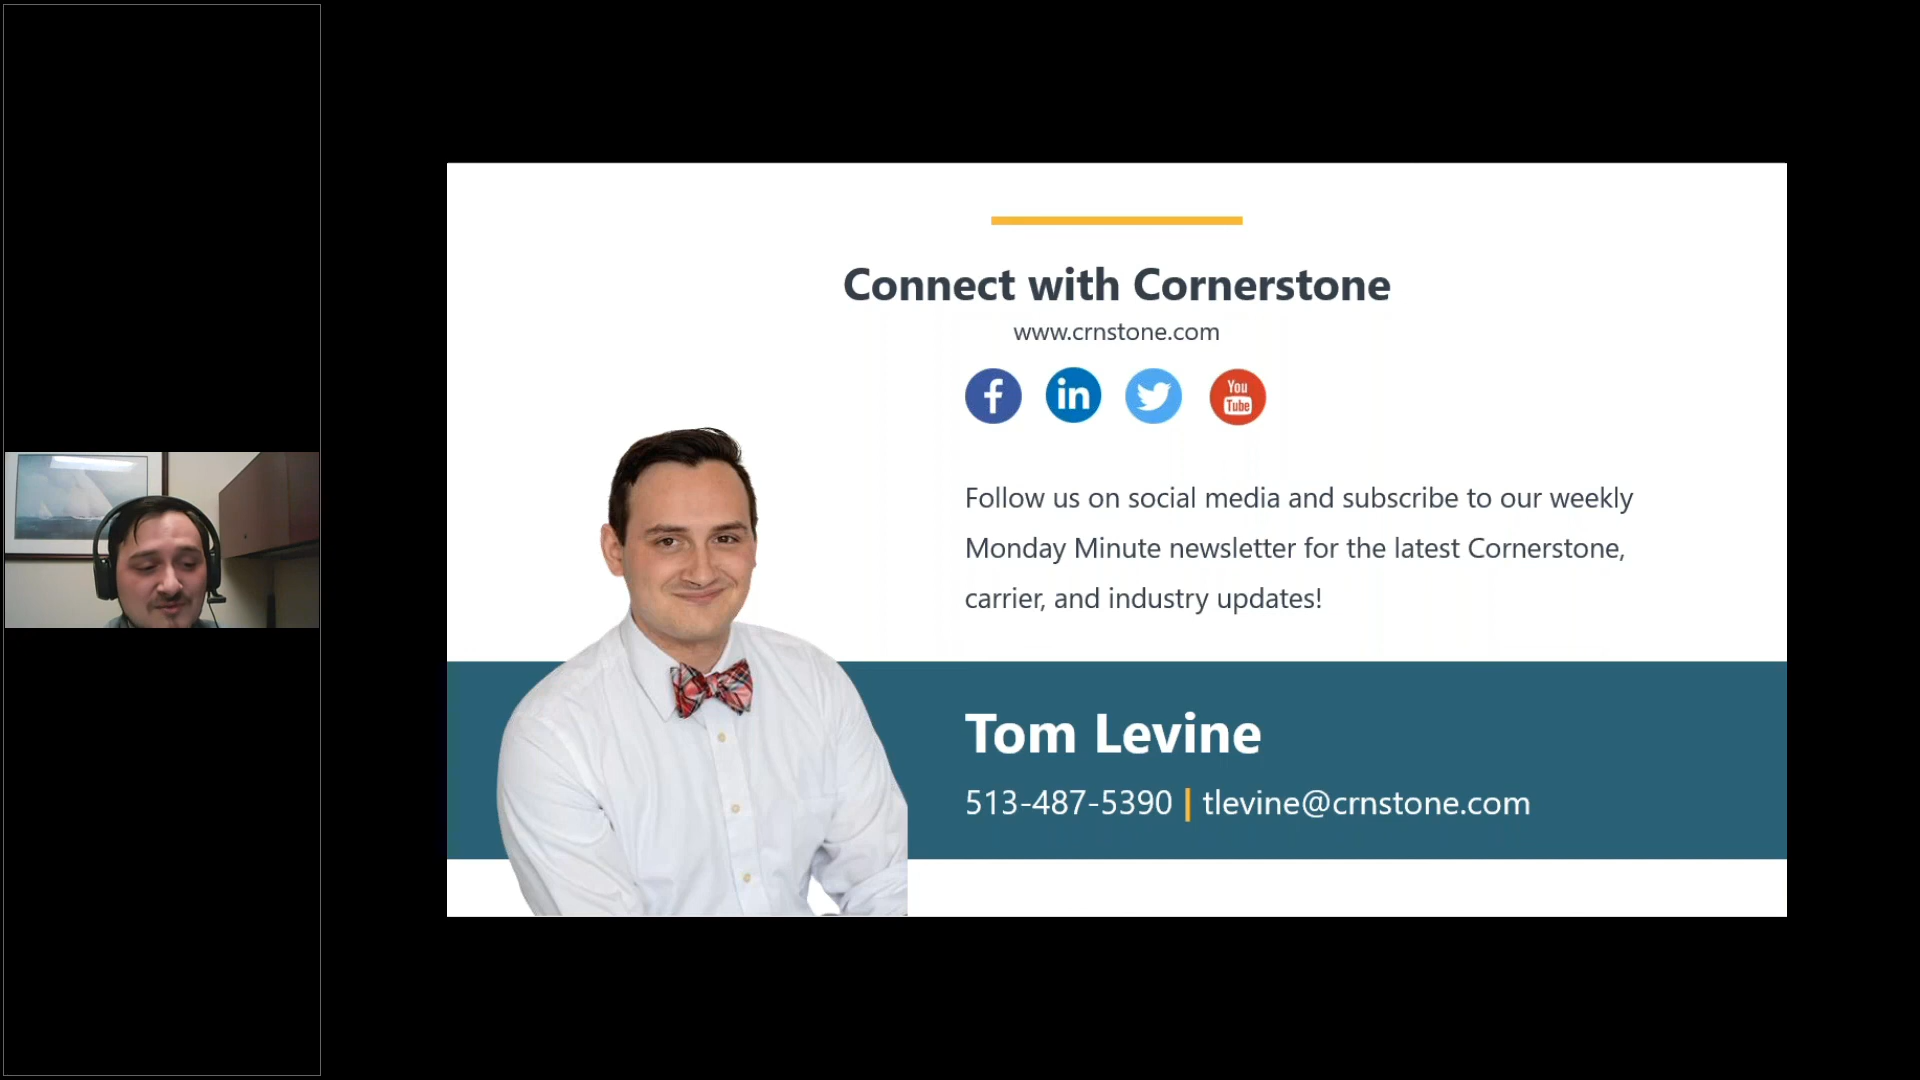 Connect with Cornerstone
www.crnstone.com
f in You
Tube
Follow us on social media and subscribe to our weekly
Monday Minute newsletter for the latest Cornerstone,
carrier, and industry updates!
Tom Levine
513-487-5390 | tlevine@crnstone.com